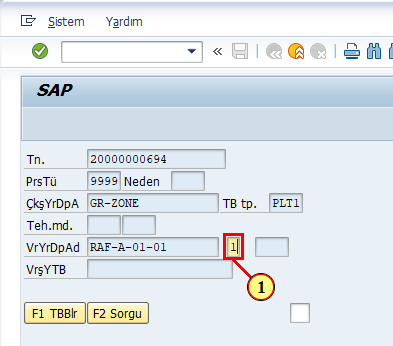 Sistem Yardım
SAP
Tn. 20000000694
PrsTü 9999 Neden
ÇkşYrDpA GR-ZONE TB tp. PLT1
Teh.md.
VrYrDpAd RAF-A-01-01 1
VrşYTB
1
F1 TBBlr F2 Sorgu